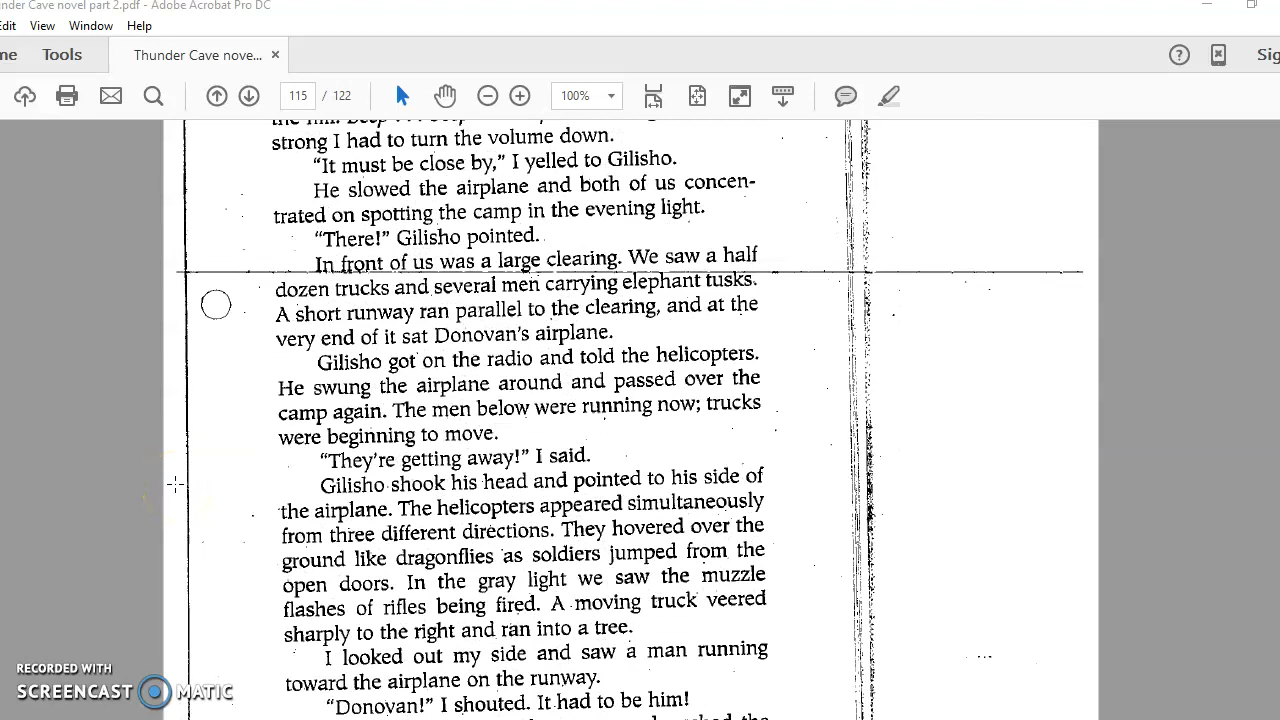 nder Cave novel part 2.pdf - Adobe Acrobat Pro DC
Edit View Window Help
me Tools Thunder Cave nove... × Sig
115 / 122 100%
strong I had to turn the volume down.
“It must be close by,” I yelled to Gilisho.
He slowed the airplane and both of us concen-
trated on spotting the camp in the evening light.
“There!” Gilisho pointed.
In front of us was a large clearing. We saw a half
dozen trucks and several men carrying elephant tusks.
A short runway ran parallel to the clearing, and at the
very end of it sat Donovan’s airplane.
Gilisho got on the radio and told the helicopters.
He swung the airplane around and passed over the
camp again. The men below were running now; trucks
were beginning to move.
“They’re getting away!” I said.
Gilisho shook his head and pointed to his side of
the airplane. The helicopters appeared simultaneously
from three different directions. They hovered over the
ground like dragonflies as soldiers jumped from the
open doors. In the gray light we saw the muzzle
flashes of rifles being fired. A moving truck veered
sharply to the right and ran into a tree.
I looked out my side and saw a man running
toward the airplane on the runway.
“Donovan!” I shouted. It had to be him!
RECORDED WITH
SCREENCAST MATIC